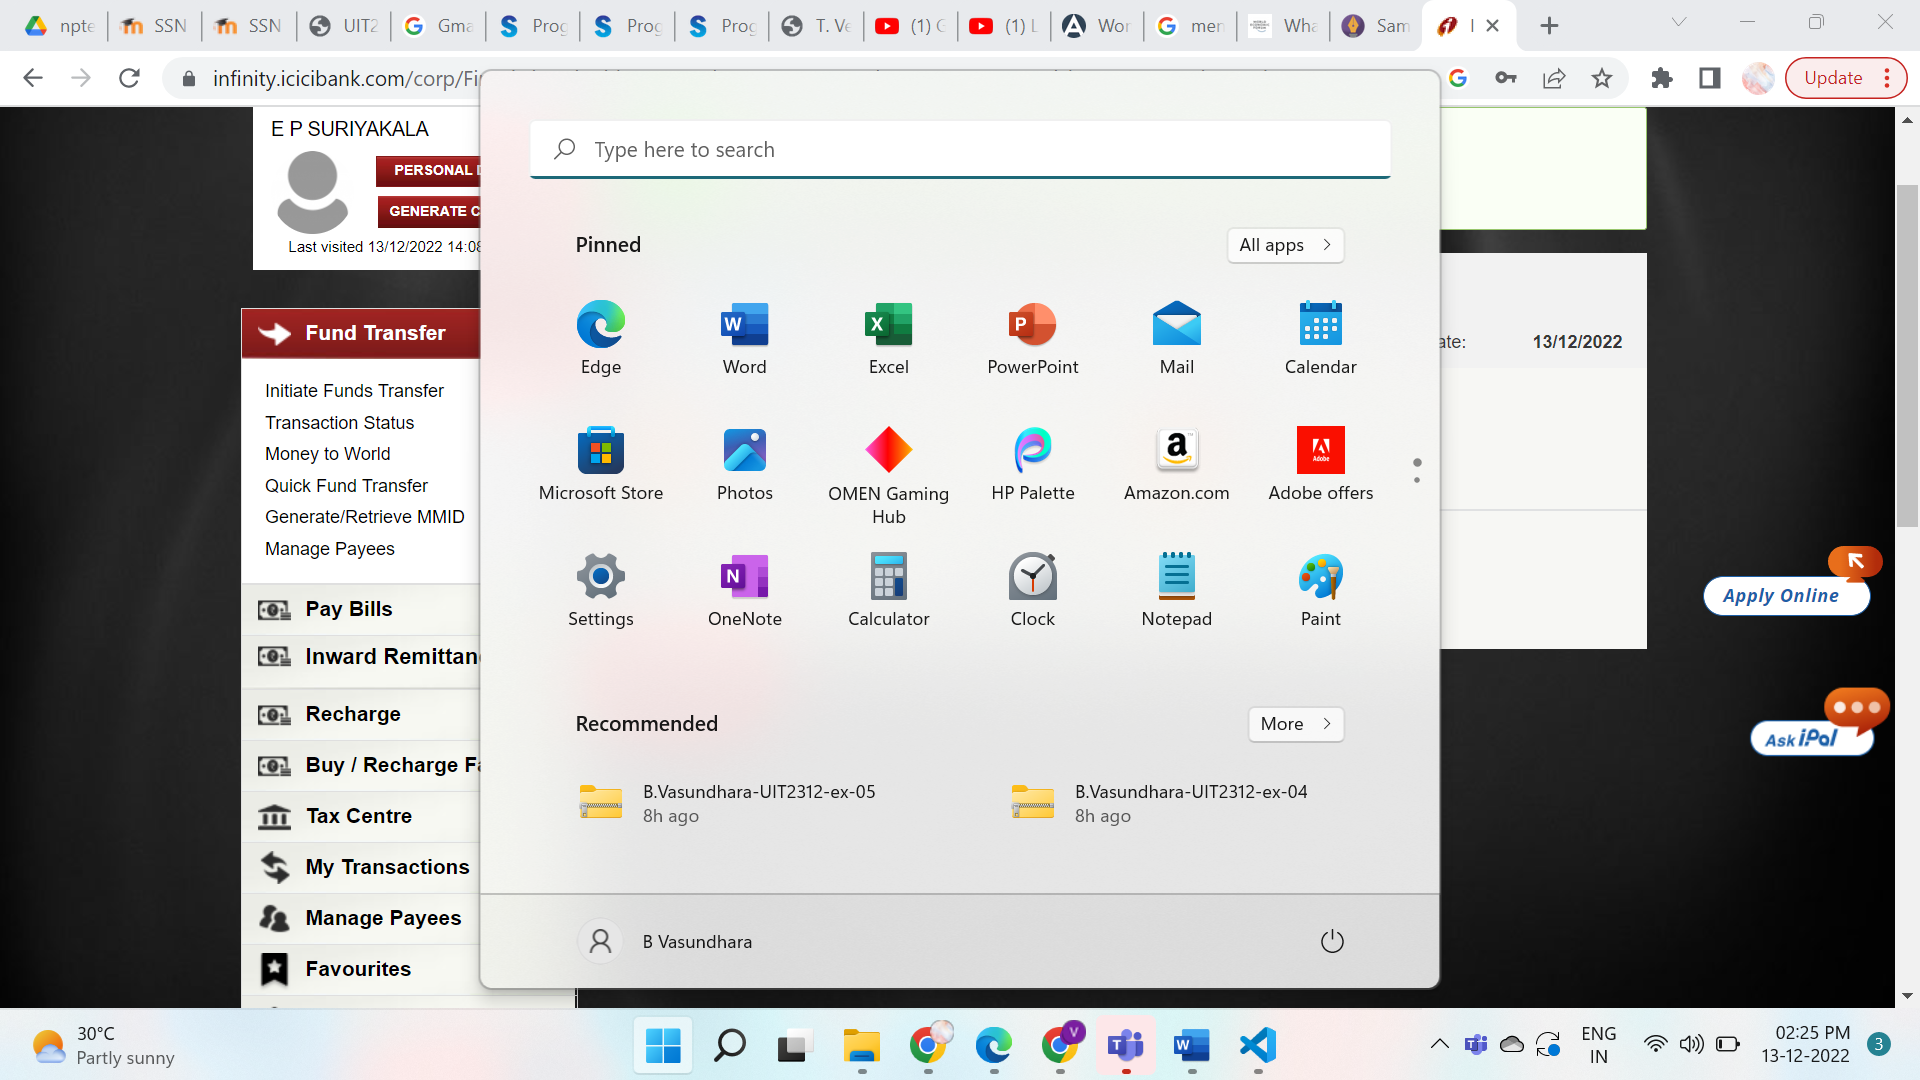 npte
SSN
SSN
UIT2
Gma
Prog
Prog
Prog
T. Ve
(1) G
(1) L
Wor
men
Wha
Sam
infinity.icicibank.com/corp/Fi
Update
E P SURIYAKALA
PERSONAL
GENERATE C
Last visited 13/12/2022 14:08
Fund Transfer
Initiate Funds Transfer
Transaction Status
Money to World
Quick Fund Transfer
Generate/Retrieve MMID
Manage Payees
Pay Bills
Inward Remittan
Recharge
Buy / Recharge Fa
Tax Centre
My Transactions
Manage Payees
Favourites
Type here to search
Pinned
All apps
Edge
Word
Excel
PowerPoint
Mail
Calendar
Microsoft Store
Photos
OMEN Gaming
Hub
HP Palette
Amazon.com
Adobe offers
Settings
OneNote
Calculator
Clock
Notepad
Paint
Recommended
More
B.Vasundhara-UIT2312-ex-05
8h ago
B.Vasundhara-UIT2312-ex-04
8h ago
B Vasundhara
ate: 13/12/2022
Apply Online
Ask iPal
30°C
Partly sunny
ENG
IN
02:25 PM
13-12-2022
3